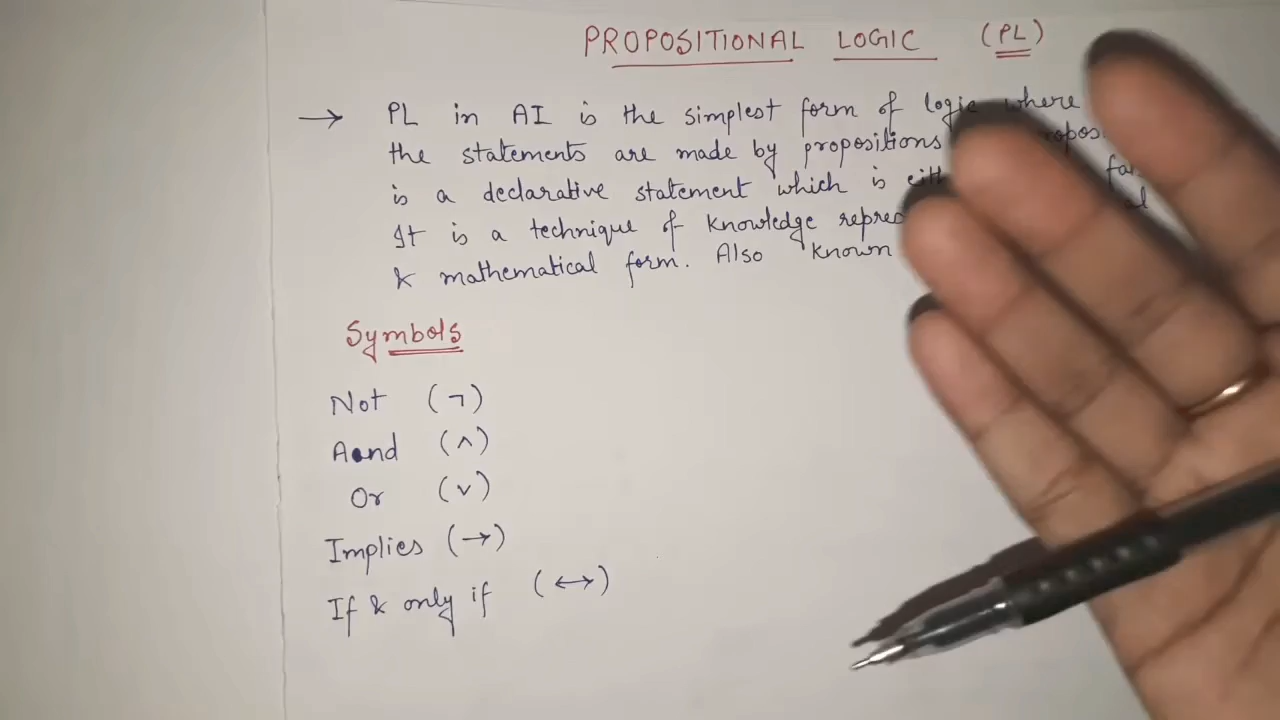 PROPOSITIONAL LOGIC (PL)
→ PL in AI is the simplest form of logic where
the statements are made by propositions
is a declarative statement which is
It is a technique of knowledge
& mathematical form. Also known
Symbols
Not (¬)
And (∧)
Or (∨)
Implies (→)
If & only if (↔)